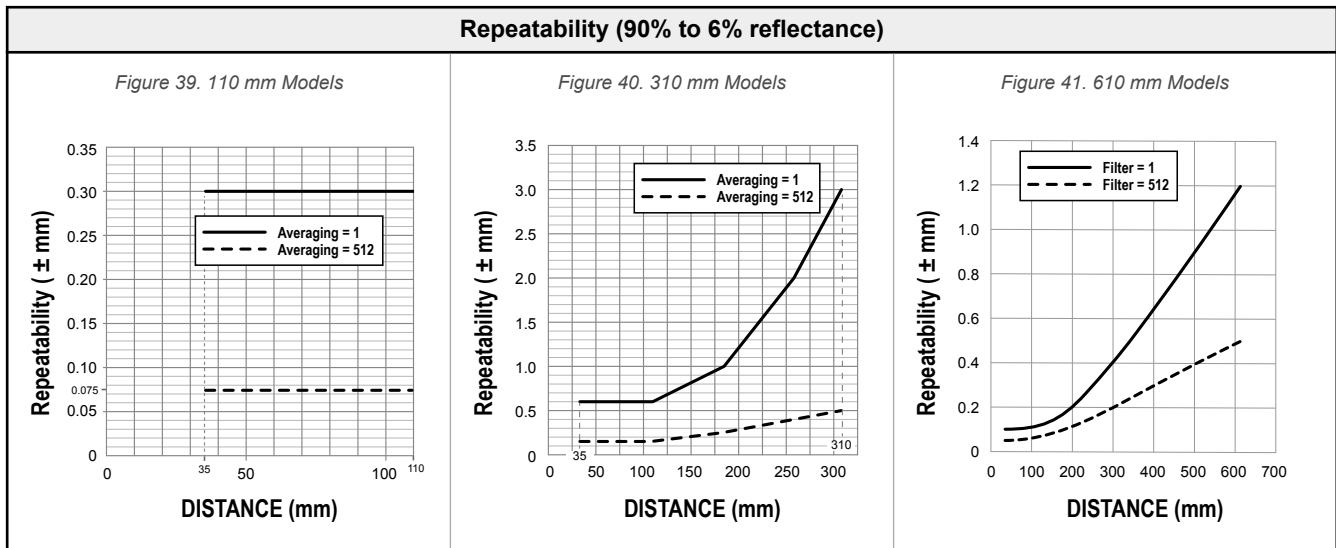 Repeatability (90% to 6% reflectance)
Figure 39. 110 mm Models
Repeatability ( ± mm)
0.35
0.30
0.25
0.20
0.15
0.10
0.075
0.05
0
Averaging = 1
Averaging = 512
0
35
50
100
110
DISTANCE (mm)
Figure 40. 310 mm Models
Repeatability ( ± mm)
3.5
3.0
2.5
2.0
1.5
1.0
0.5
0
Averaging = 1
Averaging = 512
35
310
0
50
100
150
200
250
300
DISTANCE (mm)
Figure 41. 610 mm Models
Repeatability ( ± mm)
1.4
1.2
1.0
0.8
0.6
0.4
0.2
0
Filter = 1
Filter = 512
0
100
200
300
400
500
600
700
DISTANCE (mm)